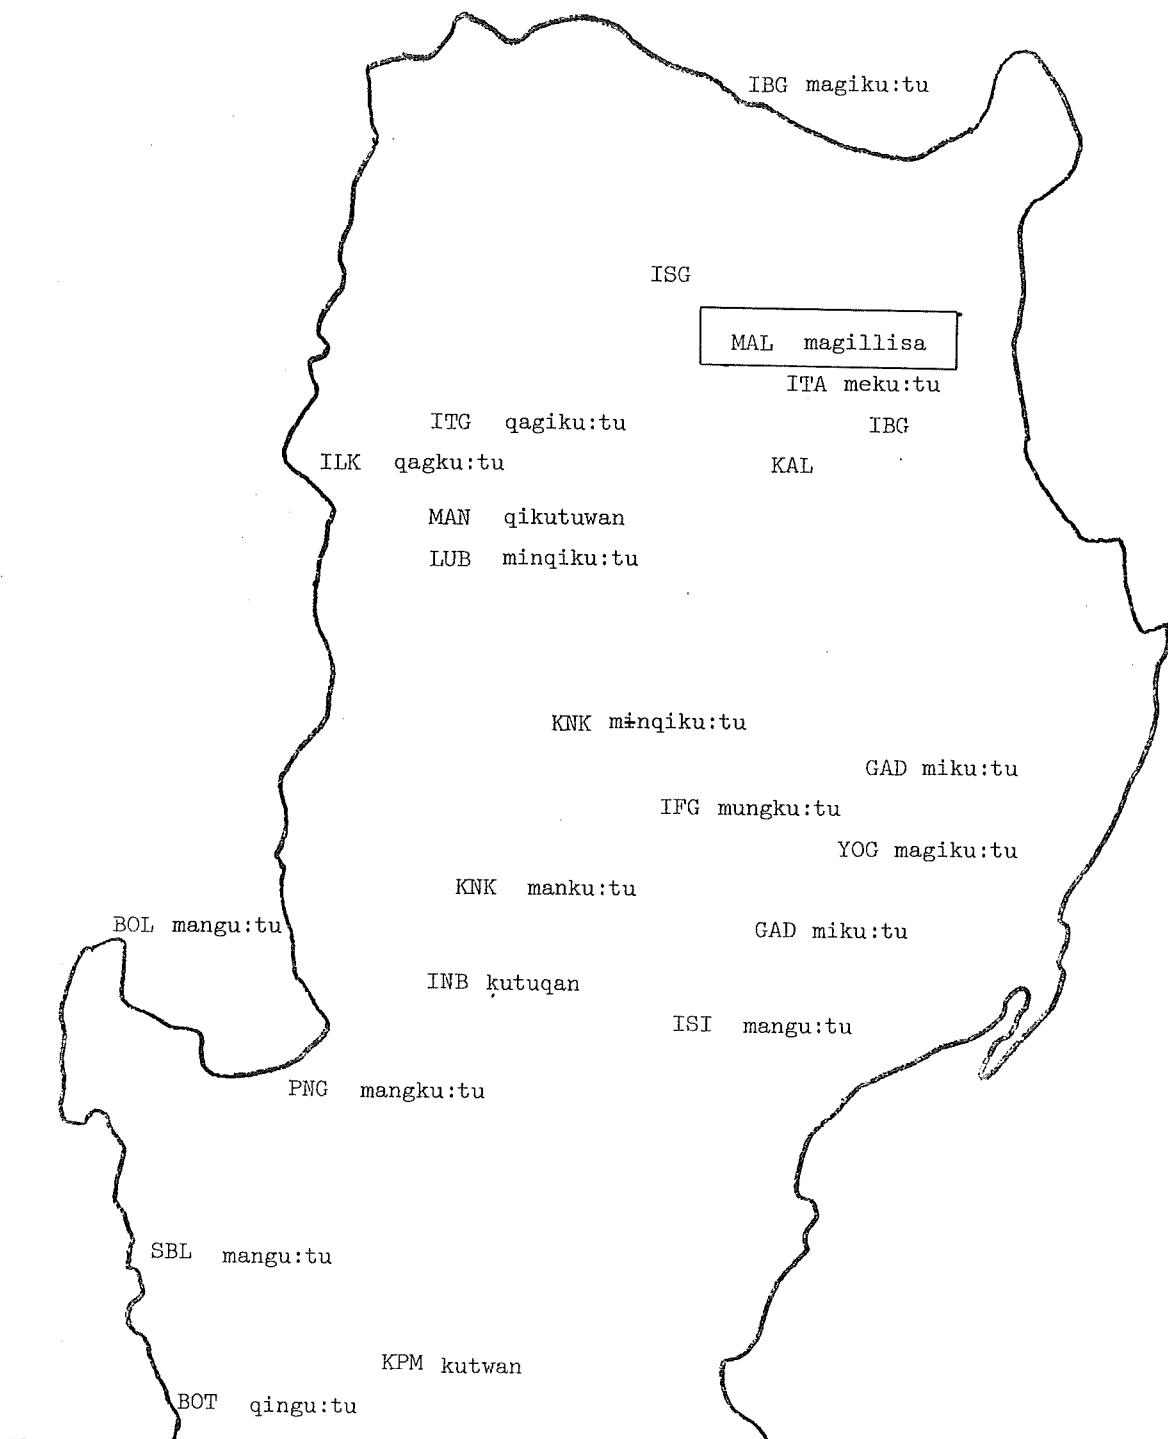 IBG magiku:tu
ISG
MAL magillisa
ITA meku:tu
ITG qagiku:tu
IBG
ILK qagku:tu
KAL
MAN qikutuwan
LUB minqiku:tu
KNK mɨnqiku:tu
GAD miku:tu
IFG mungku:tu
YOG magiku:tu
KNK manku:tu
BOL mangu:tu
GAD miku:tu
INB kutuqan
ISI mangu:tu
PNG mangku:tu
SBL mangu:tu
KPM kutwan
BOT qingu:tu